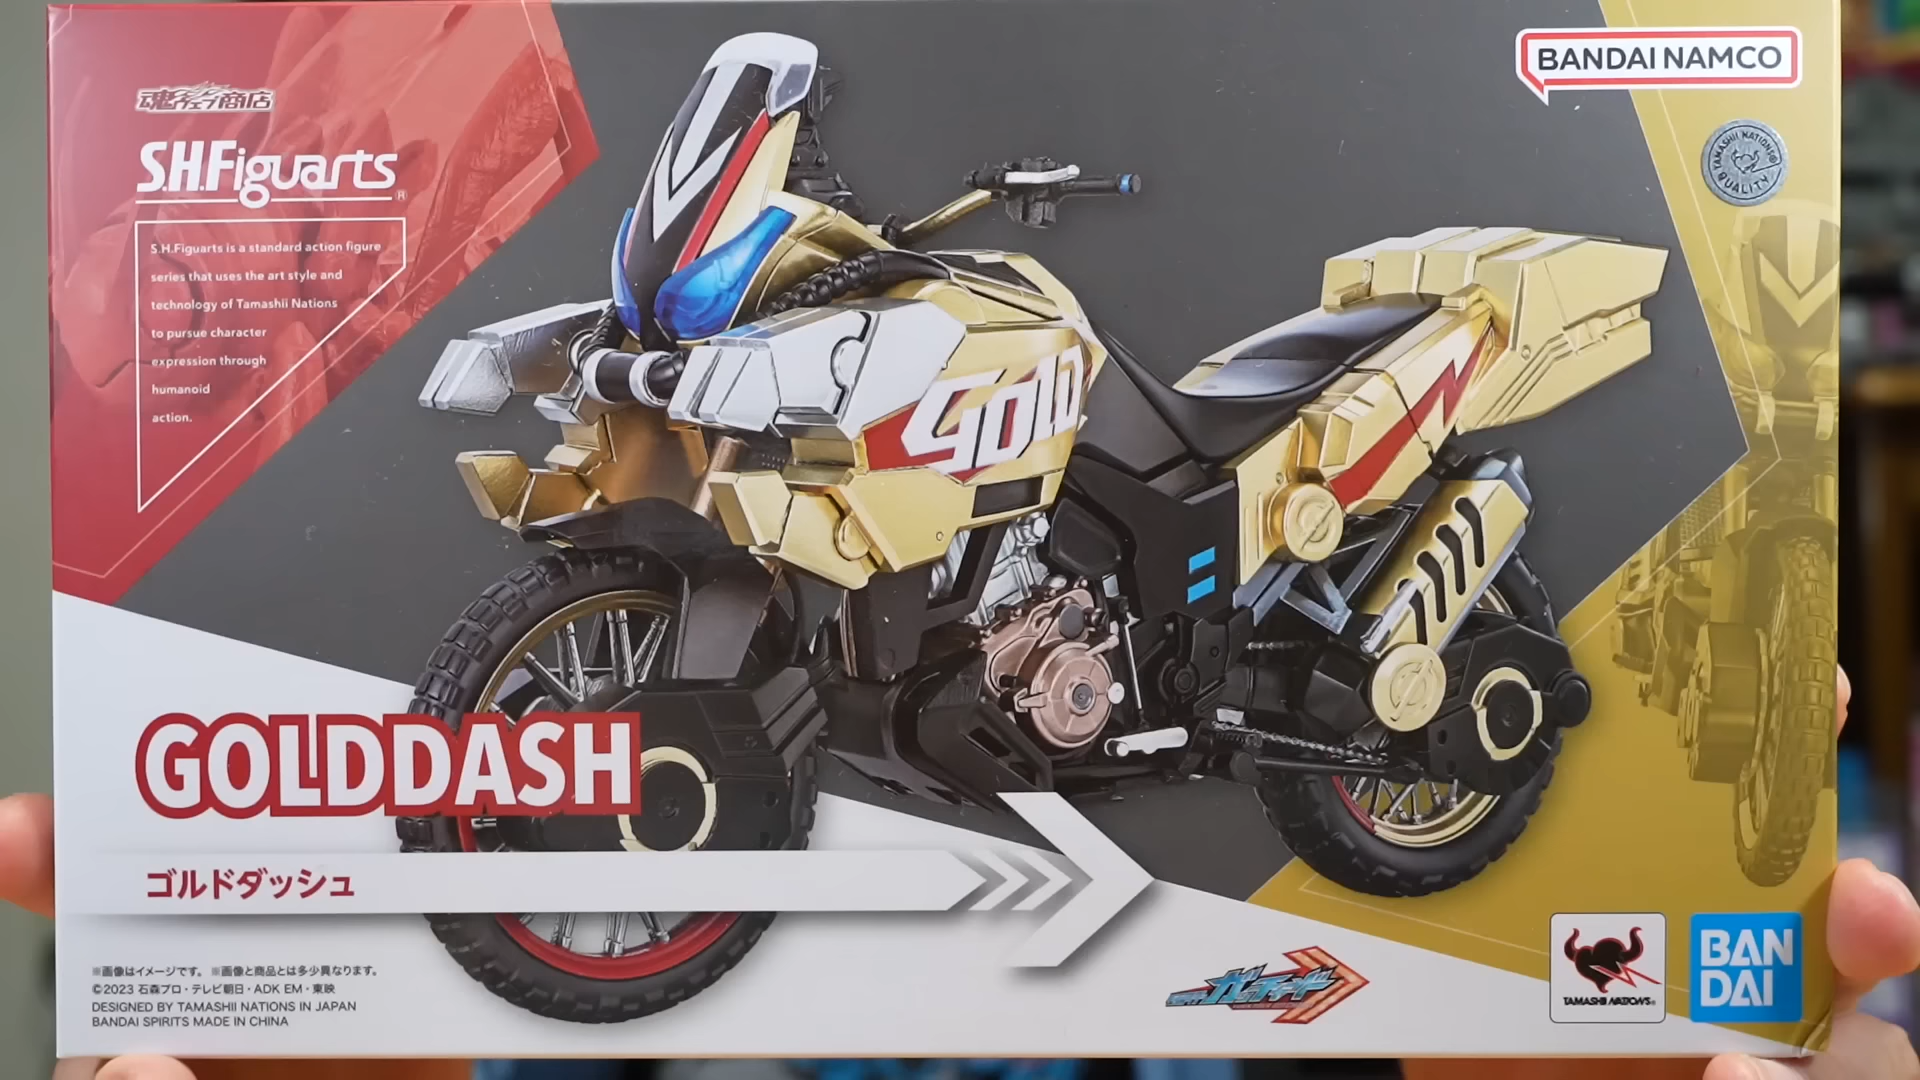 魂ウェブ商店
S.H.Figuarts®
S.H.Figuarts is a standard action figure
series that uses the art style and
technology of Tamashii Nations
to pursue character
expression through
humanoid
action.
BANDAI NAMCO
TAMASHII NATIONS
QUALITY
gold
GOLDDASH
ゴルドダッシュ
※画像はイメージです。 ※画像と商品とは多少異なります。
©2023 石森プロ・テレビ朝日・ADK EM・東映
DESIGNED BY TAMASHII NATIONS IN JAPAN
BANDAI SPIRITS MADE IN CHINA
ガッチャード
TAMASHII NATIONS®
BAN
DAI